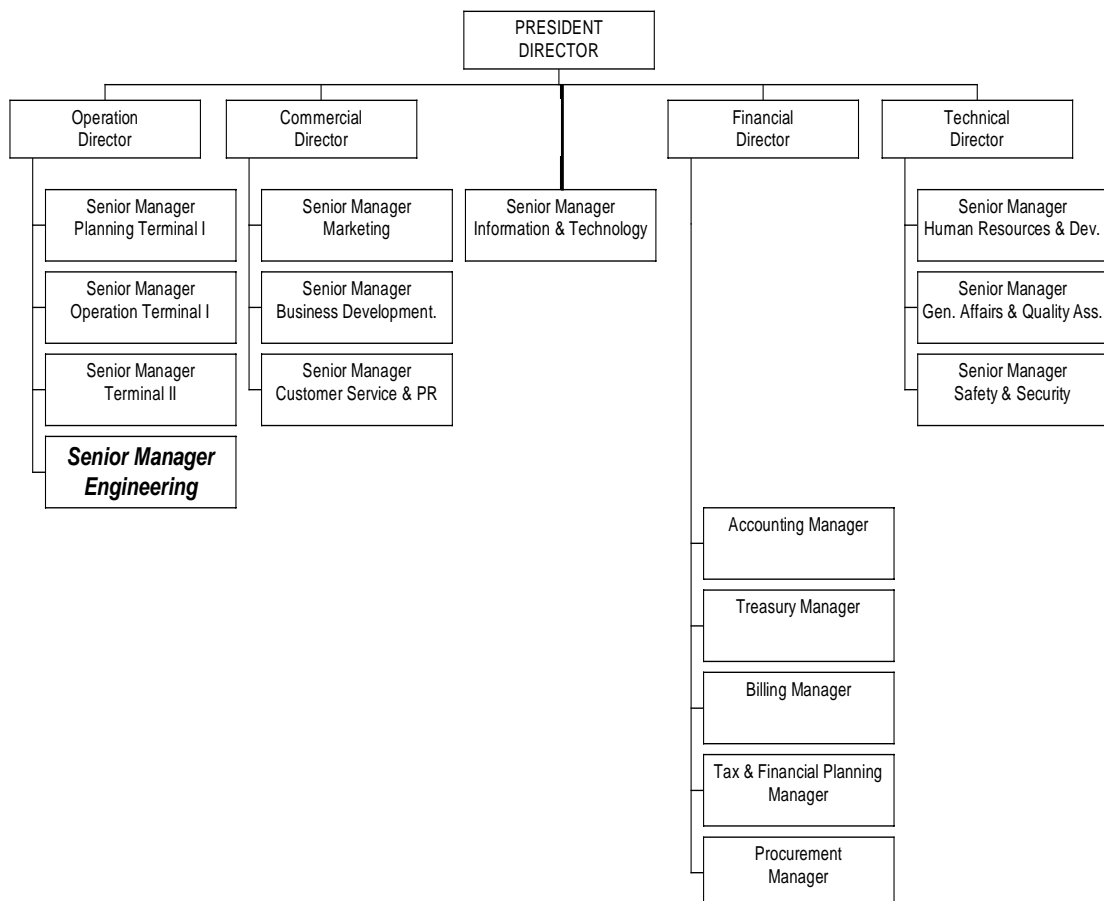 PRESIDENT
DIRECTOR
Operation
Director
Commercial
Director
Financial
Director
Technical
Director
Senior Manager
Planning Terminal I
Senior Manager
Marketing
Senior Manager
Information & Technology
Senior Manager
Human Resources & Dev.
Senior Manager
Operation Terminal I
Senior Manager
Business Development.
Senior Manager
Gen. Affairs & Quality Ass.
Senior Manager
Terminal II
Senior Manager
Customer Service & PR
Senior Manager
Safety & Security
Senior Manager
Engineering
Accounting Manager
Treasury Manager
Billing Manager
Tax & Financial Planning
Manager
Procurement
Manager